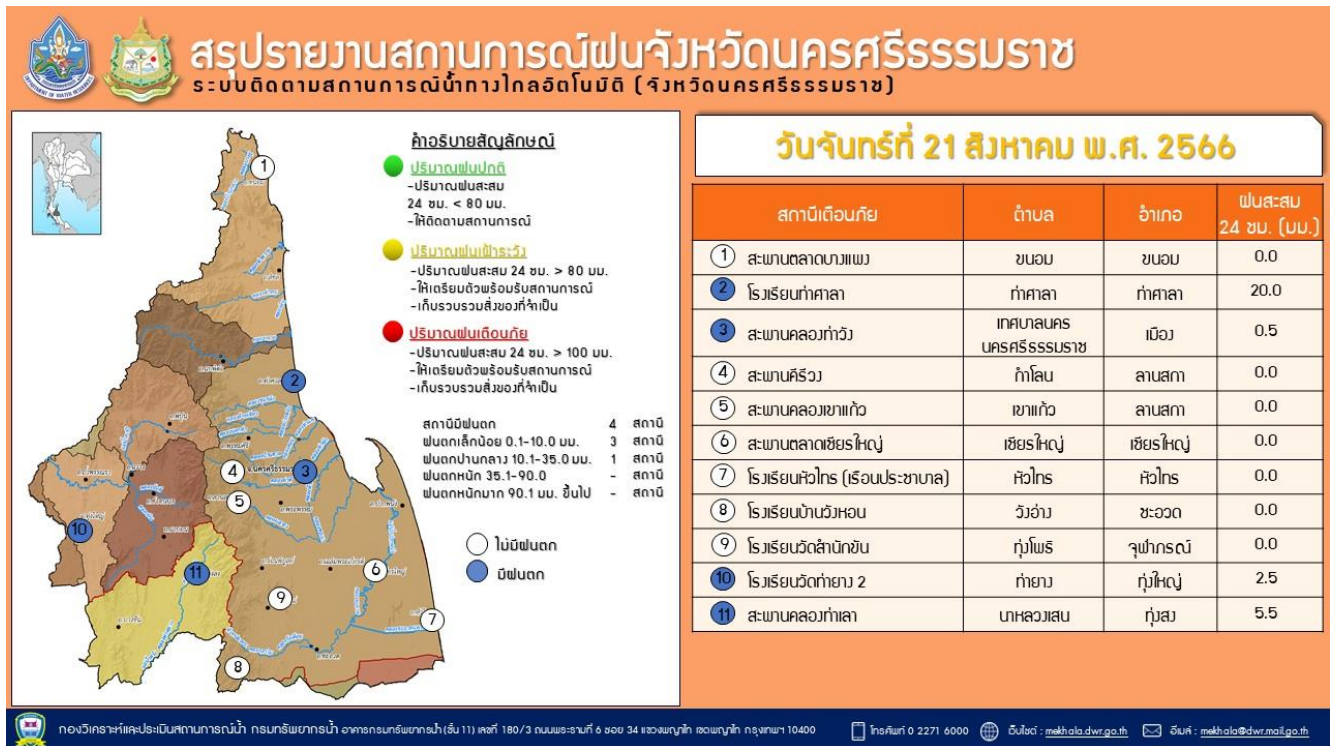 สรุปรายงานสถานการณ์ฝนจังหวัดนครศรีธรรมราช
ระบบติดตามสถานการณ์น้ำทางไกลอัตโนมัติ (จังหวัดนครศรีธรรมราช)
คำอธิบายสัญลักษณ์
ปริมาณฝนปกติ
-ปริมาณฝนสะสม
24 ชม. < 80 มม.
-ให้ติดตามสถานการณ์
ปริมาณฝนเฝ้าระวัง
-ปริมาณฝนสะสม 24 ชม. > 80 มม.
-ให้เตรียมตัวพร้อมรับสถานการณ์
-เก็บรวบรวมสิ่งของที่จำเป็น
ปริมาณฝนเตือนภัย
-ปริมาณฝนสะสม 24 ชม. > 100 มม.
-ให้เตรียมตัวพร้อมรับสถานการณ์
-เก็บรวบรวมสิ่งของที่จำเป็น
สถานีมีฝนตก 4 สถานี
ฝนตกเล็กน้อย 0.1-10.0 มม. 3 สถานี
ฝนตกปานกลาง 10.1-35.0 มม. 1 สถานี
ฝนตกหนัก 35.1-90.0 - สถานี
ฝนตกหนักมาก 90.1 มม. ขึ้นไป - สถานี
ไม่มีฝนตก
มีฝนตก
1
2
3
4
5
10
11
6
9
7
8
วันจันทร์ที่ 21 สิงหาคม พ.ศ. 2566
สถานีเตือนภัย ตำบล อำเภอ ฝนสะสม
24 ชม. (มม.)
1 สะพานตลาดบางแพง ขนอม ขนอม 0.0
2 โรงเรียนท่าศาลา ท่าศาลา ท่าศาลา 20.0
3 สะพานคลองท่าวัง เทศบาลนคร เมือง 0.5
นครศรีธรรมราช
4 สะพานคีรีวง กำโลน ลานสกา 0.0
5 สะพานคลองเขาแก้ว เขาแก้ว ลานสกา 0.0
6 สะพานตลาดเชียรใหญ่ เชียรใหญ่ เชียรใหญ่ 0.0
7 โรงเรียนหัวไทร (เรือนประชาบาล) หัวไทร หัวไทร 0.0
8 โรงเรียนบ้านวังหอน วังอ่าง ชะอวด 0.0
9 โรงเรียนวัดสำนักขัน ทุ่งโพธิ จุฬาภรณ์ 0.0
10 โรงเรียนวัดท่ายาง 2 ท่ายาง ทุ่งใหญ่ 2.5
11 สะพานคลองท่าเลา นาหลวงเสน ทุ่งสง 5.5
กองวิเคราะห์และประเมินสถานการณ์น้ำ กรมทรัพยากรน้ำ อาคารกรมทรัพยากรน้ำ (ชั้น 11) เลขที่ 180/3 ถนนพระรามที่ 6 ซอย 34 แขวงพญาไท เขตพญาไท กรุงเทพฯ 10400 โทรศัพท์ 0 2271 6000 เว็บไซต์ : mekhala.dwr.go.th อีเมล์ : mekhala@dwr.mail.go.th